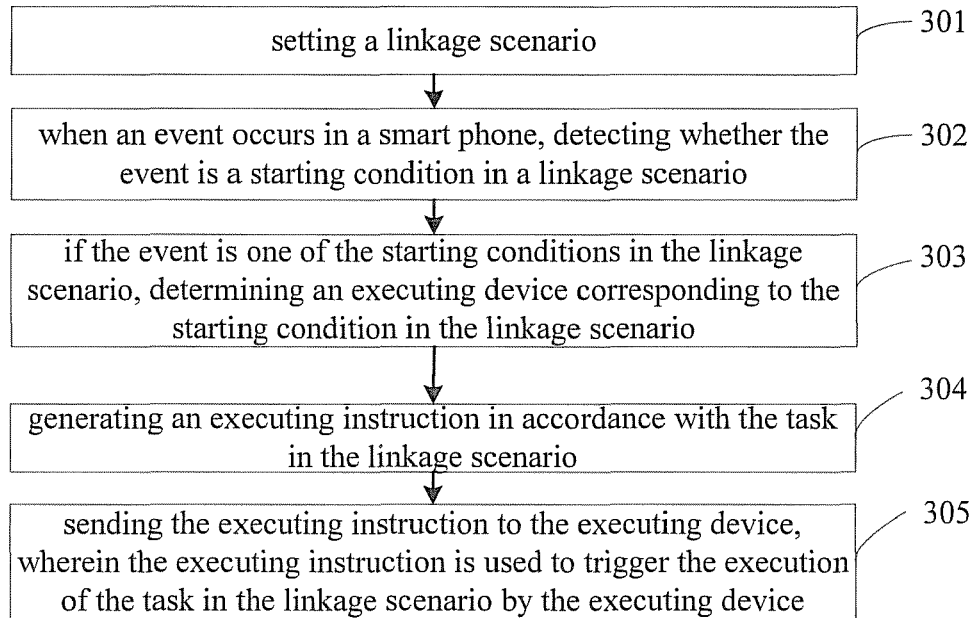 setting a linkage scenario
301
when an event occurs in a smart phone, detecting whether the
event is a starting condition in a linkage scenario
302
if the event is one of the starting conditions in the linkage
scenario, determining an executing device corresponding to the
starting condition in the linkage scenario
303
generating an executing instruction in accordance with the task
in the linkage scenario
304
sending the executing instruction to the executing device,
wherein the executing instruction is used to trigger the execution
of the task in the linkage scenario by the executing device
305